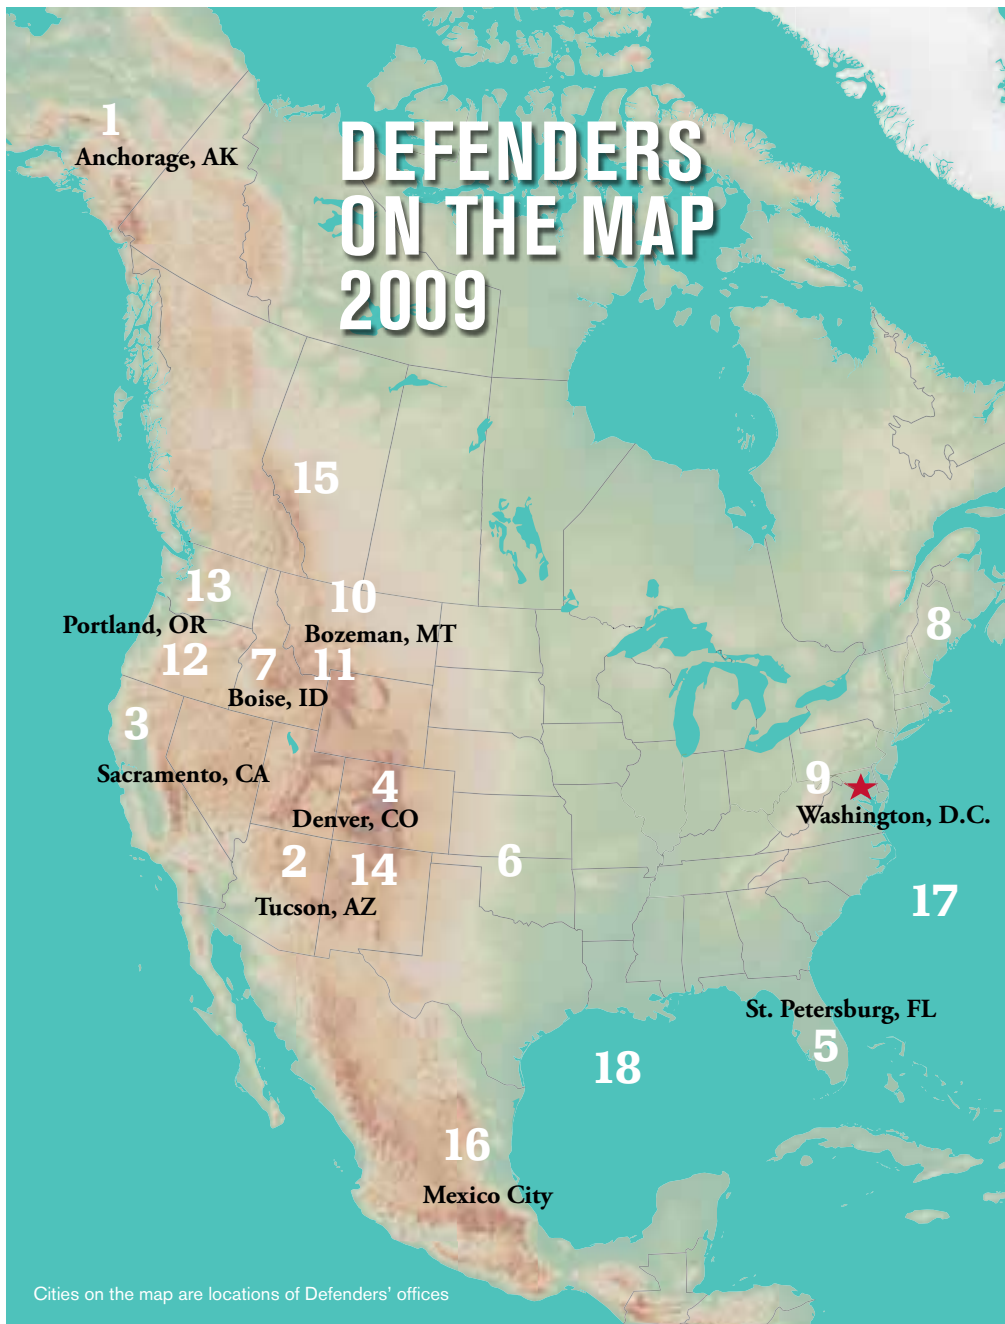 DEFENDERS
ON THE MAP
2009
1
Anchorage, AK
15
13
10
Portland, OR
Bozeman, MT
8
12
7
11
Boise, ID
3
Sacramento, CA
4
9
Denver, CO
Washington, D.C.
2
14
6
Tucson, AZ
17
St. Petersburg, FL
5
18
16
Mexico City
Cities on the map are locations of Defenders’ offices